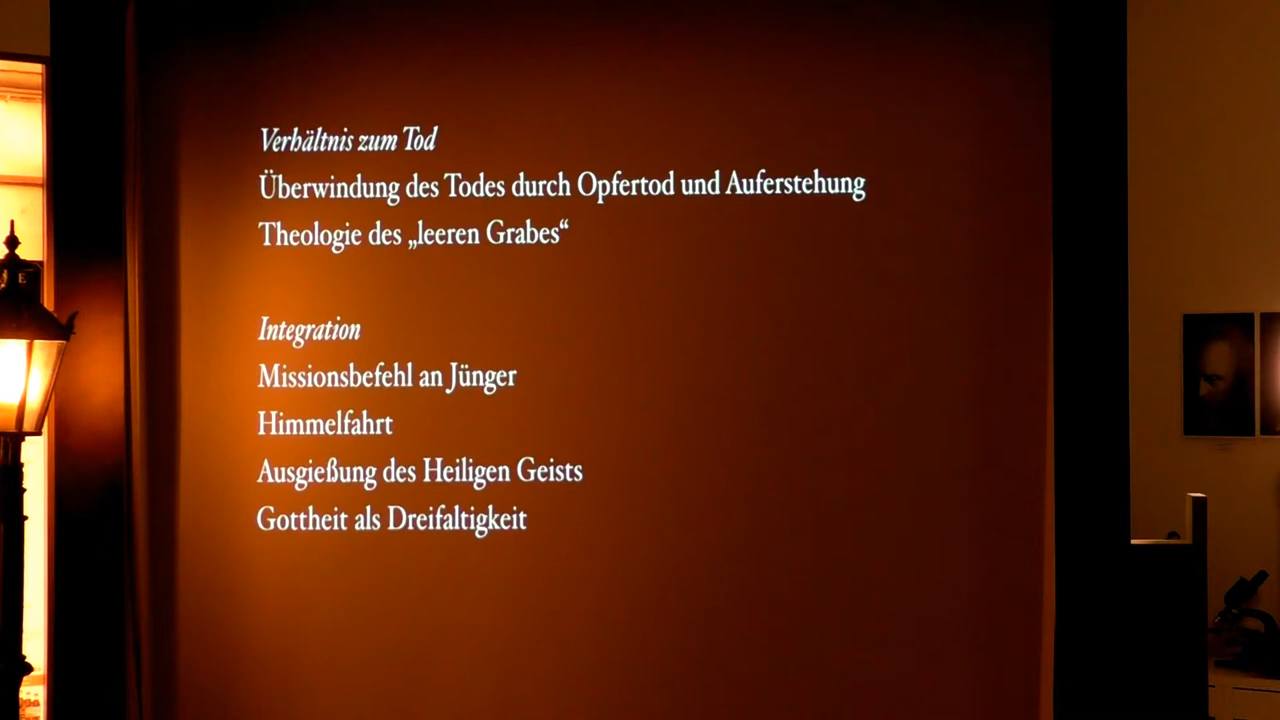 Verhältnis zum Tod
Überwindung des Todes durch Opfertod und Auferstehung
Theologie des „leeren Grabes“
Integration
Missionsbefehl an Jünger
Himmelfahrt
Ausgießung des Heiligen Geists
Gottheit als Dreifaltigkeit